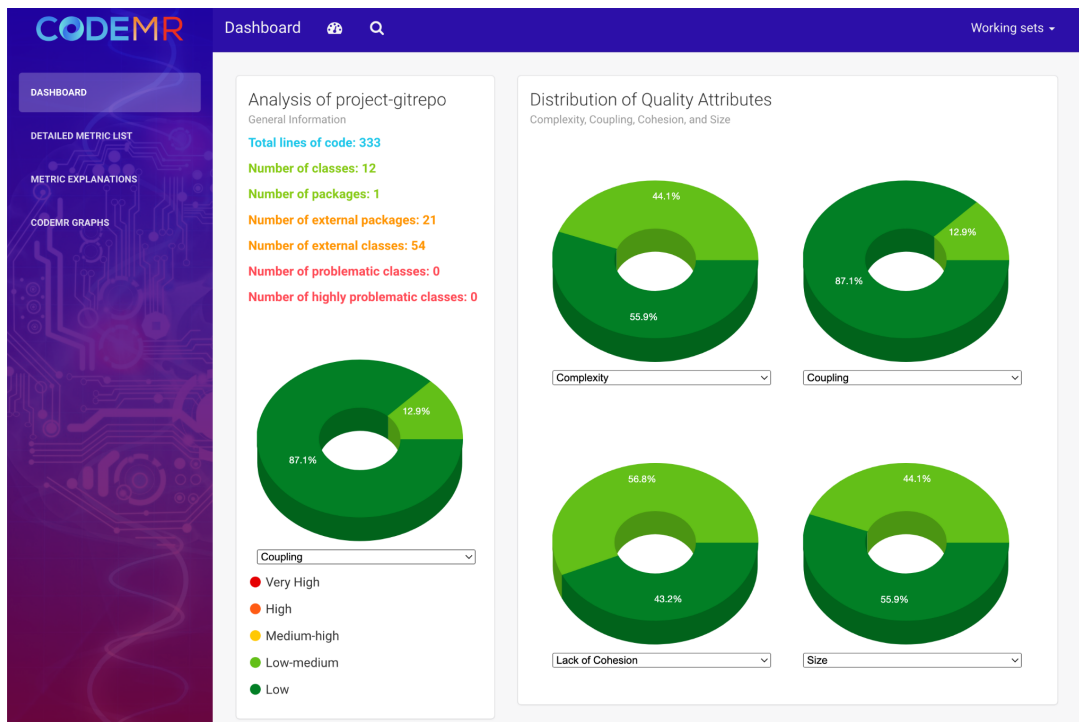 CODEMR
Dashboard
Working sets
DASHBOARD
DETAILED METRIC LIST
METRIC EXPLANATIONS
CODEMR GRAPHS
Analysis of project-gitrepo
General Information
Total lines of code: 333
Number of classes: 12
Number of packages: 1
Number of external packages: 21
Number of external classes: 54
Number of problematic classes: 0
Number of highly problematic classes: 0
12.9%
87.1%
Coupling
Very High
High
Medium-high
Low-medium
Low
Distribution of Quality Attributes
Complexity, Coupling, Cohesion, and Size
44.1%
55.9%
Complexity
12.9%
87.1%
Coupling
56.8%
43.2%
Lack of Cohesion
44.1%
55.9%
Size